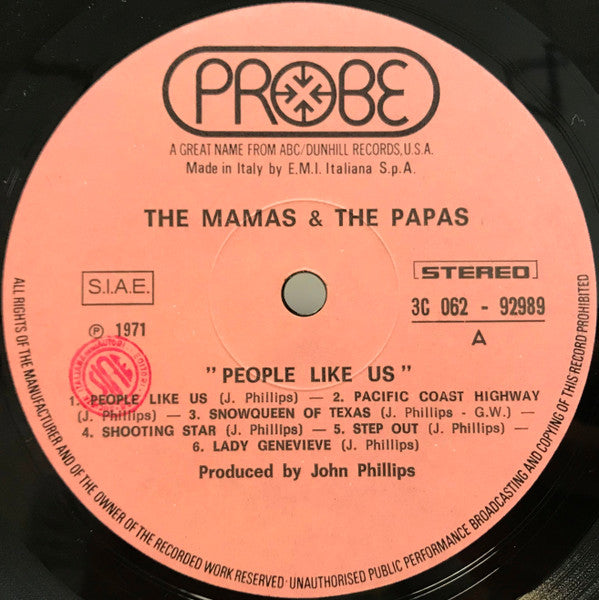 PROBE
A GREAT NAME FROM ABC/DUNHILL RECORDS, U.S.A.
Made in Italy by E.M.I. Italiana S.p.A.
THE MAMAS & THE PAPAS
S.I.A.E.
STEREO
3C 062 - 92989
℗ 1971
A
"PEOPLE LIKE US"
1. PEOPLE LIKE US (J. Phillips) — 2. PACIFIC COAST HIGHWAY
(J. Phillips) — 3. SNOWQUEEN OF TEXAS (J. Phillips - G.W.) —
4. SHOOTING STAR (J. Phillips) — 5. STEP OUT (J. Phillips) —
6. LADY GENEVIEVE (J. Phillips)
Produced by John Phillips
ALL RIGHTS OF THE MANUFACTURER AND OF THE OWNER OF THE RECORDED WORK RESERVED · UNAUTHORISED PUBLIC PERFORMANCE BROADCASTING AND COPYING OF THIS RECORD PROHIBITED